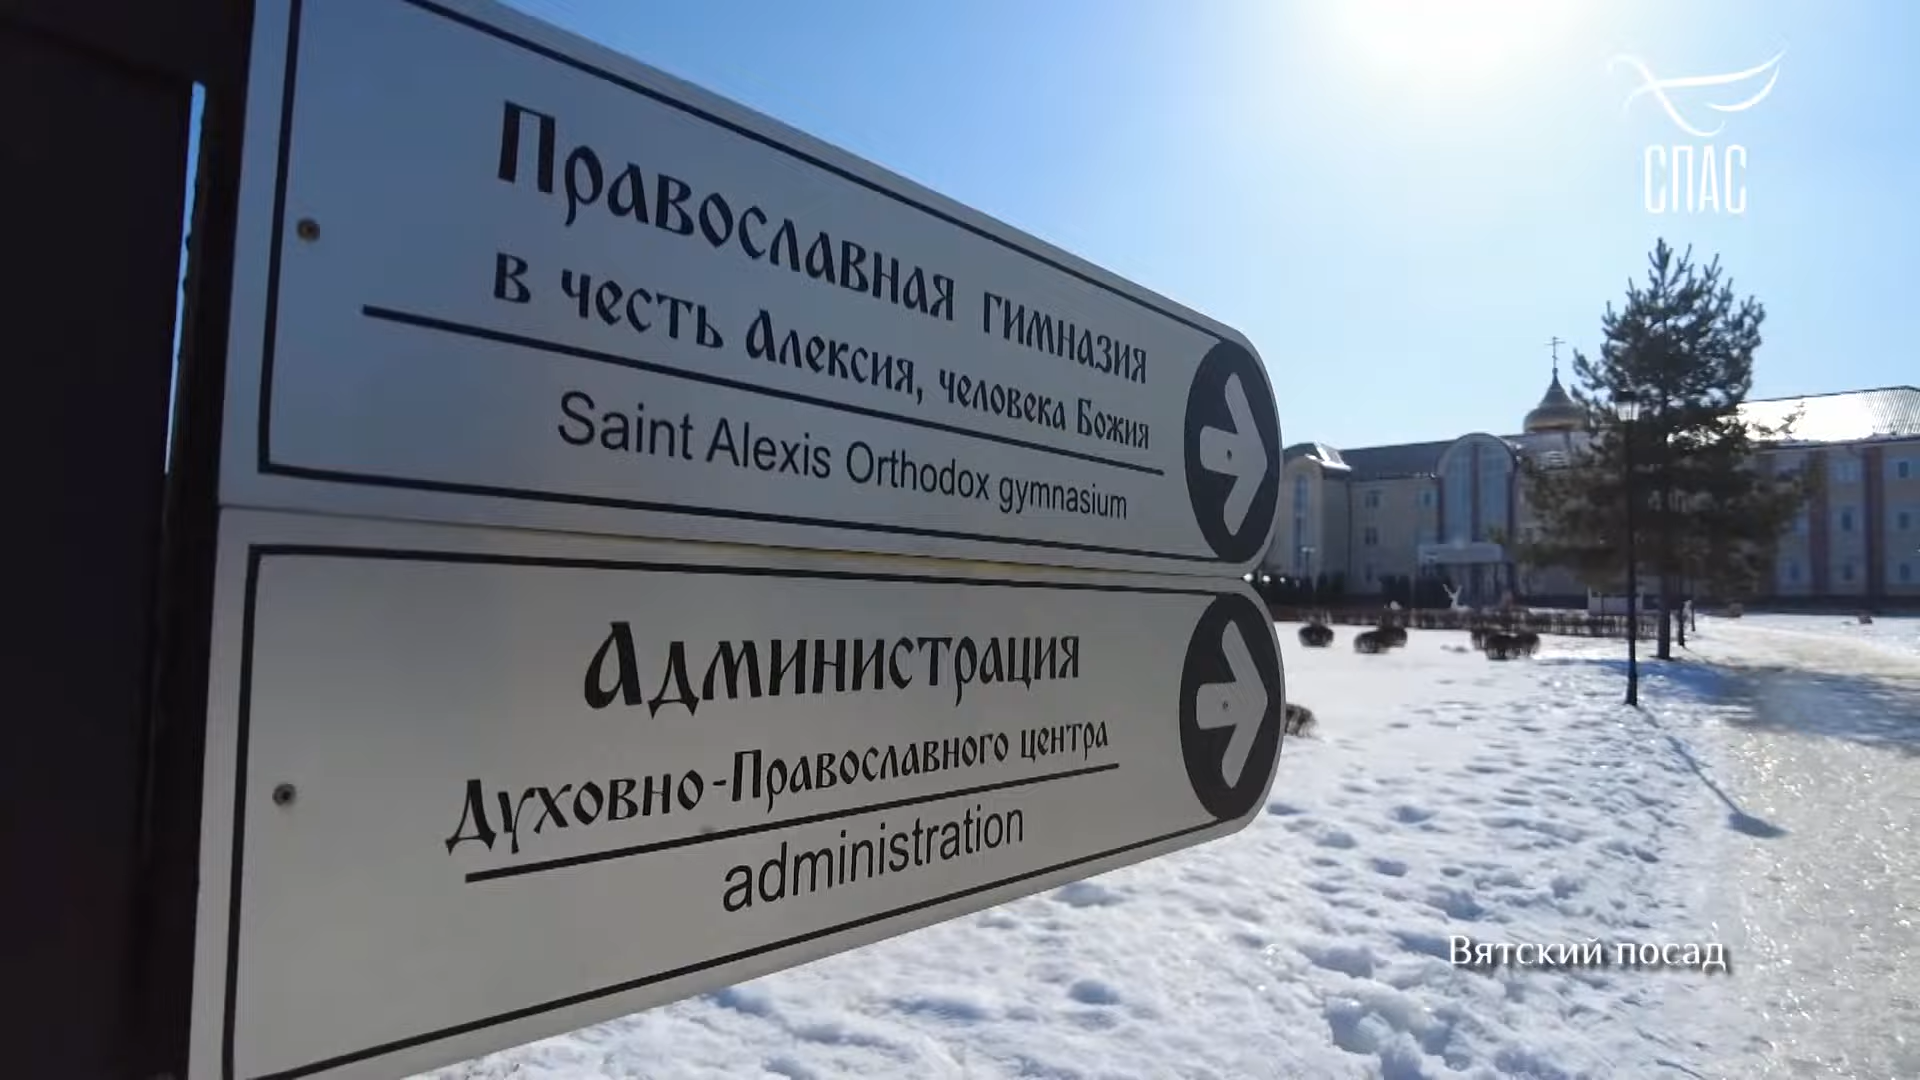 СПАС
Православная гимназия
в честь Алексия, человека Божия
Saint Alexis Orthodox gymnasium
Администрация
Духовно-Православного центра
administration
Вятский посад